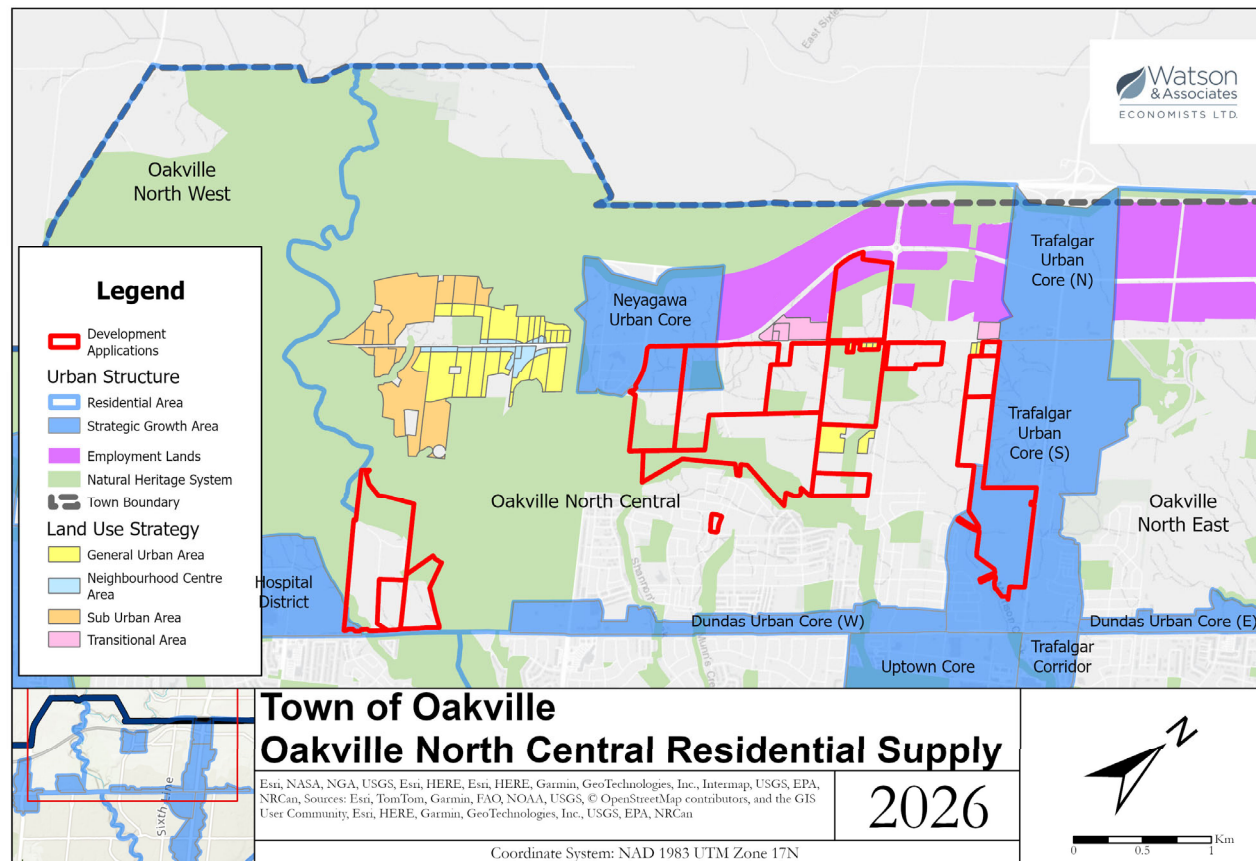 East Sixte
Watson
& Associates
ECONOMISTS LTD.
Oakville
North West
Trafalgar
Urban
Core (N)
Neyagawa
Urban Core
Legend
Development
Applications
Urban Structure
Residential Area
Strategic Growth Area
Employment Lands
Natural Heritage System
Town Boundary
Land Use Strategy
General Urban Area
Neighbourhood Centre
Area
Sub Urban Area
Transitional Area
Trafalgar
Urban
Core (S)
Oakville North Central
Oakville
North East
Hospital
District
Shannon
Munn's Cre
Dundas Urban Core (W)
Dundas Urban Core (E)
Uptown Core
Trafalgar
Corridor
Sixth Line
Town of Oakville
Oakville North Central Residential Supply
Esri, NASA, NGA, USGS, Esri, HERE, Esri, HERE, Garmin, GeoTechnologies, Inc., Intermap, USGS, EPA,
NRCan, Sources: Esri, TomTom, Garmin, FAO, NOAA, USGS, © OpenStreetMap contributors, and the GIS
User Community, Esri, HERE, Garmin, GeoTechnologies, Inc., USGS, EPA, NRCan
2026
Coordinate System: NAD 1983 UTM Zone 17N
N
Km
0 0.5 1